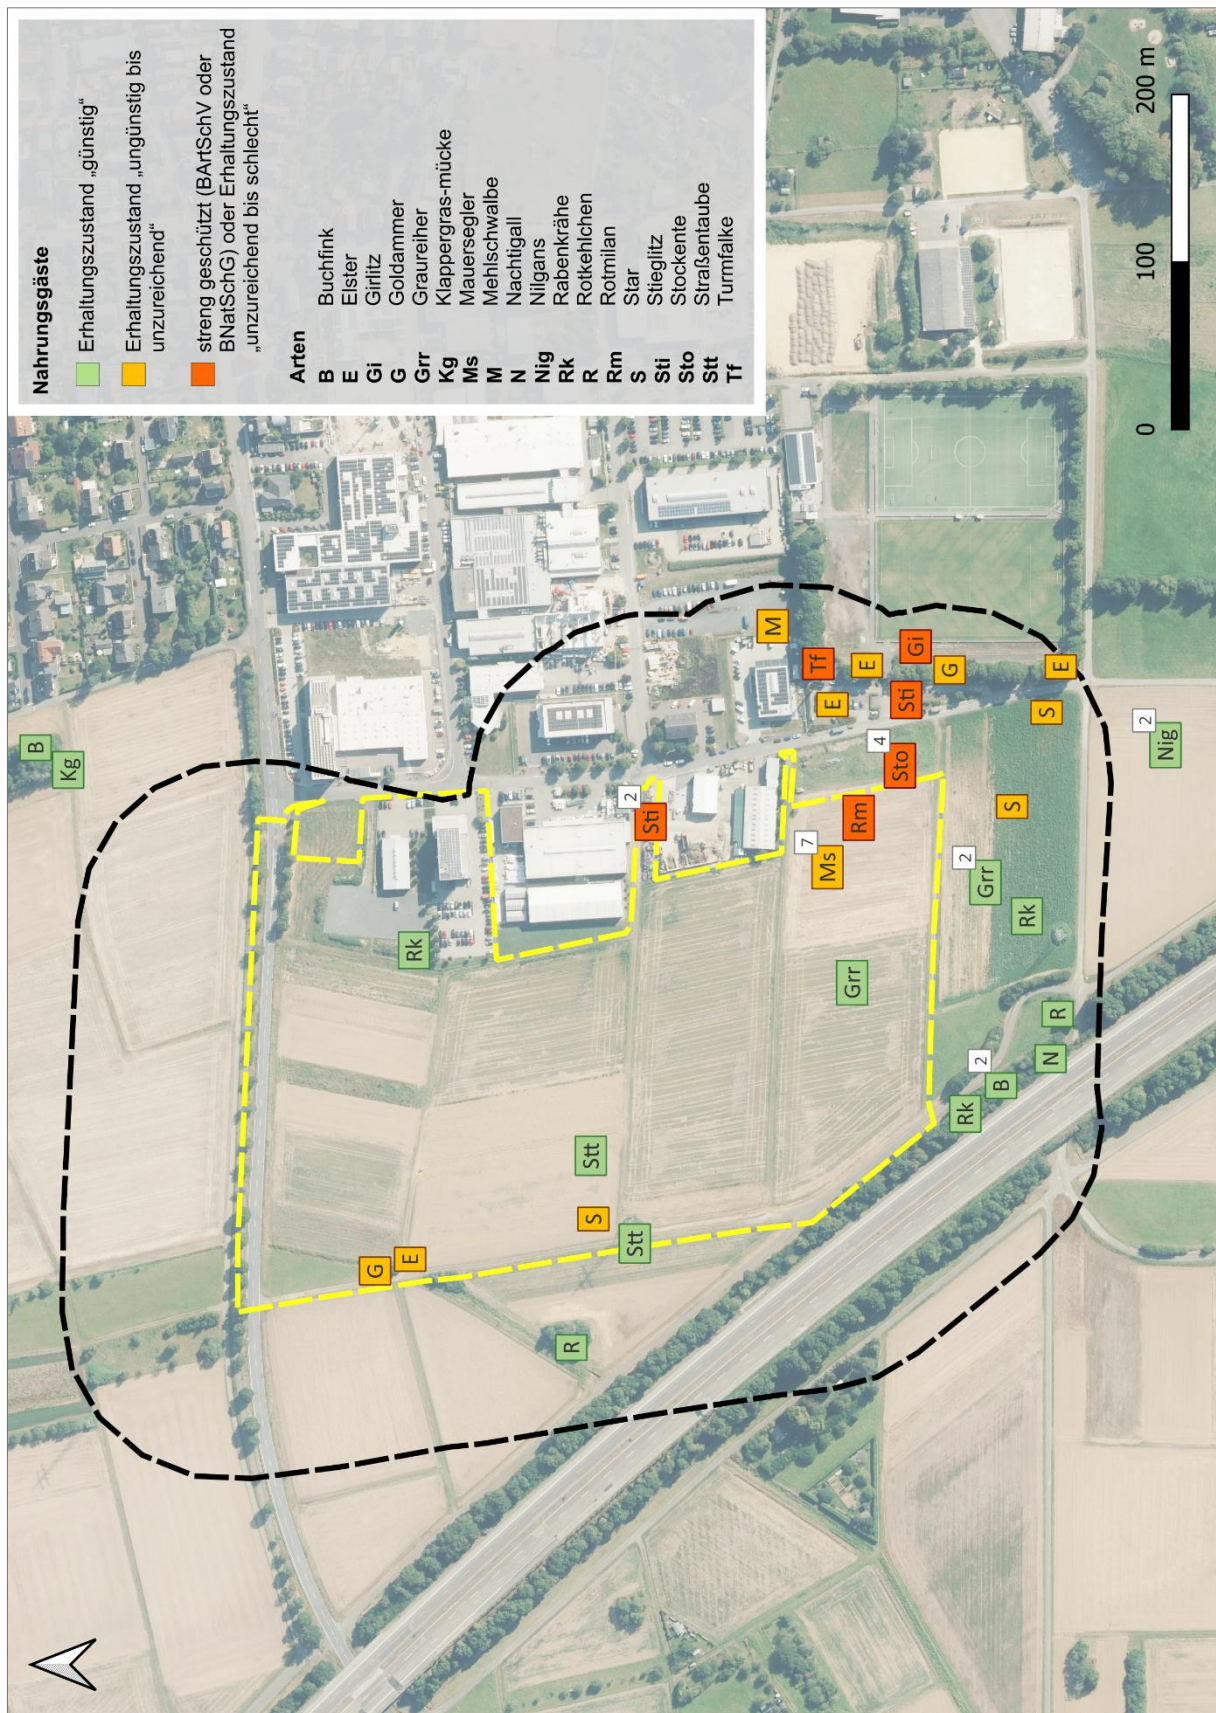 Nahrungsgäste
Erhaltungszustand „günstig“
Erhaltungszustand „ungünstig bis
unzureichend“
streng geschützt (BArtSchV oder
BNatSchG) oder Erhaltungszustand
„unzureichend bis schlecht“
Arten
B Buchfink
E Elster
Gi Girlitz
G Goldammer
Grr Graureiher
Kg Klappergras-mücke
Ms Mauersegler
M Mehlschwalbe
N Nachtigall
Nig Nilgans
Rk Rabenkrähe
R Rotkehlchen
Rm Rotmilan
S Star
Sti Stieglitz
Sto Stockente
Stt Straßentaube
Tf Turmfalke
B
Kg
G
E
Rk
R
S
Stt
Stt
2
Sti
M
Tf
7
Ms
E
E
Grr
Rm
4
Sto
Sti
Gi
G
Rk
2
B
2
Grr
S
Rk
N
R
S
E
2
Nig
0 100 200 m